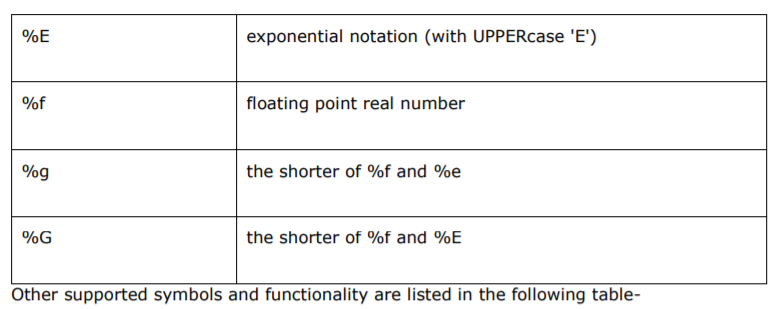 %E exponential notation (with UPPERcase 'E')
%f floating point real number
%g the shorter of %f and %e
%G the shorter of %f and %E
Other supported symbols and functionality are listed in the following table-